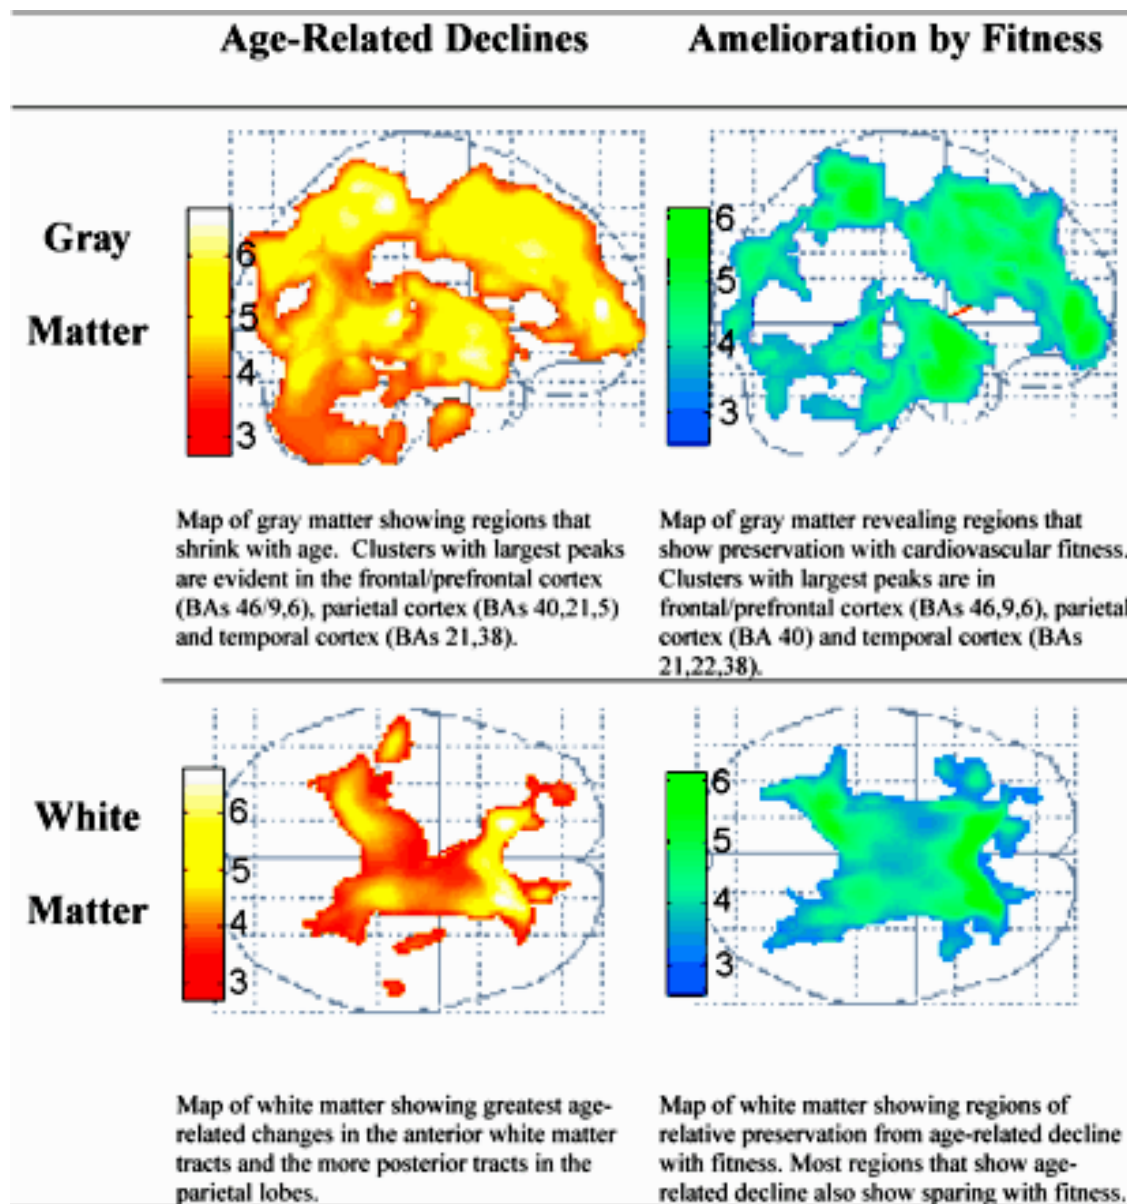 Age-Related Declines
Amelioration by Fitness
Gray
Matter
6
5
4
3
6
5
4
3
Map of gray matter showing regions that
shrink with age. Clusters with largest peaks
are evident in the frontal/prefrontal cortex
(BAs 46/9,6), parietal cortex (BAs 40,21,5)
and temporal cortex (BAs 21,38).
Map of gray matter revealing regions that
show preservation with cardiovascular fitness.
Clusters with largest peaks are in
frontal/prefrontal cortex (BAs 46,9,6), parietal
cortex (BA 40) and temporal cortex (BAs
21,22,38).
White
Matter
6
5
4
3
6
5
4
3
Map of white matter showing greatest age-
related changes in the anterior white matter
tracts and the more posterior tracts in the
parietal lobes.
Map of white matter showing regions of
relative preservation from age-related decline
with fitness. Most regions that show age-
related decline also show sparing with fitness.